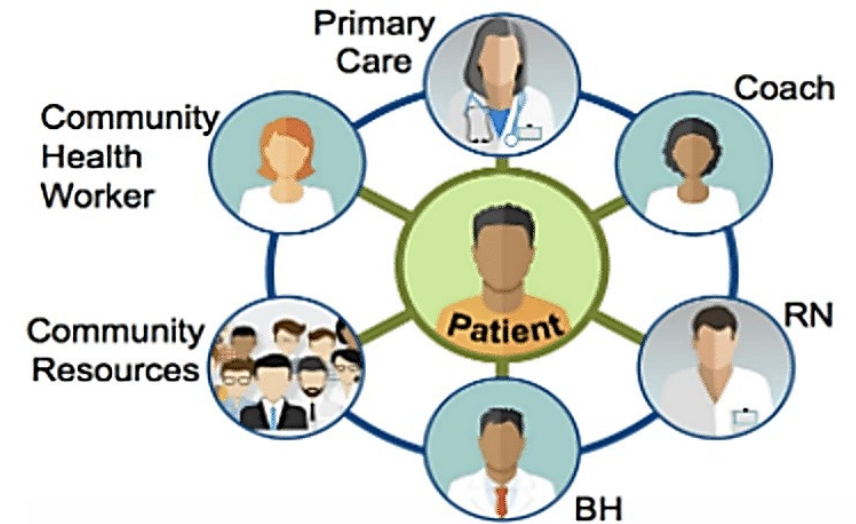 Primary
Care
Coach
Community
Health
Worker
Patient
RN
Community
Resources
BH